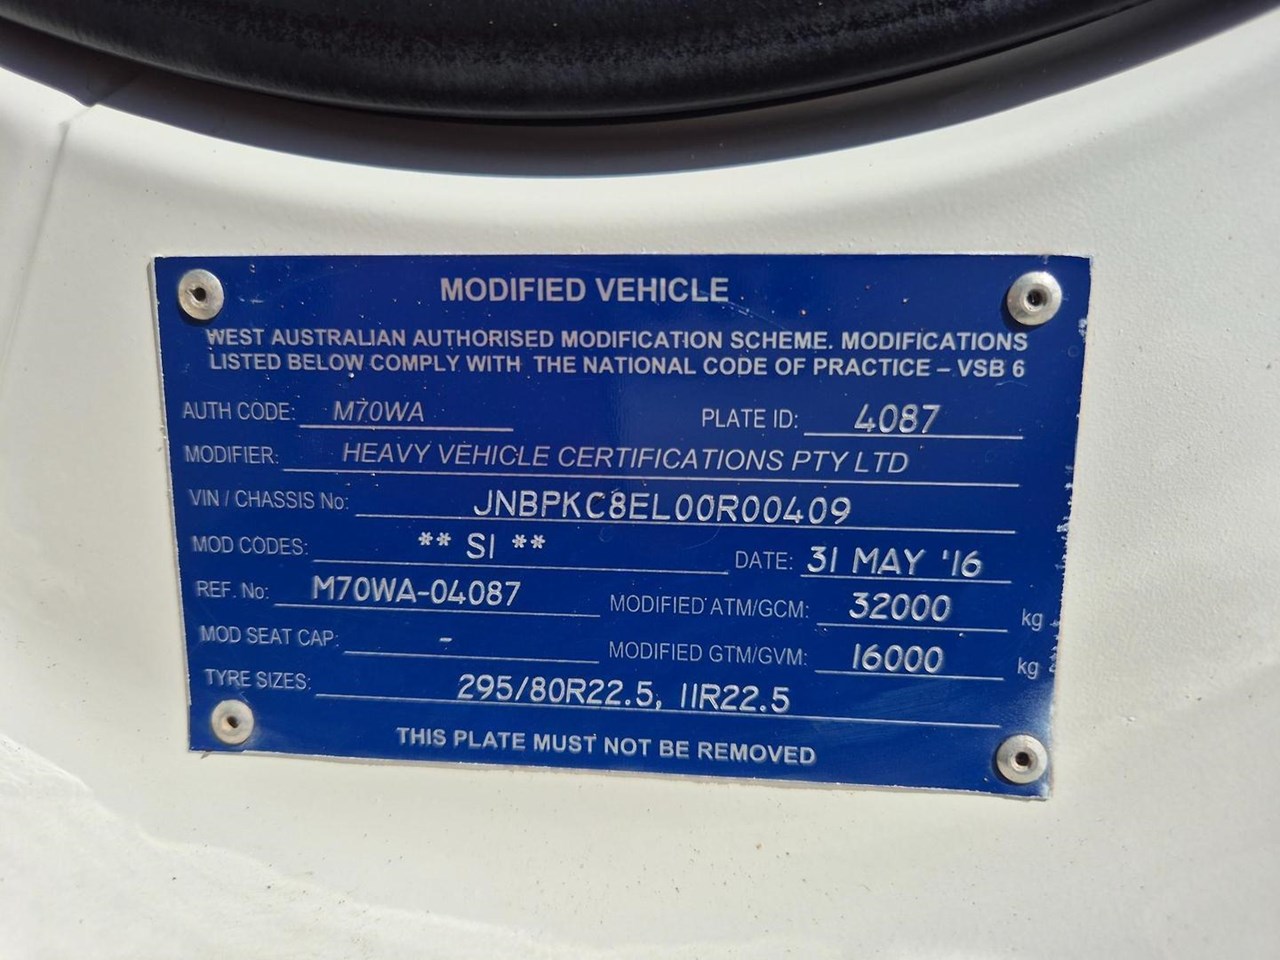 MODIFIED VEHICLE
WEST AUSTRALIAN AUTHORISED MODIFICATION SCHEME. MODIFICATIONS
LISTED BELOW COMPLY WITH THE NATIONAL CODE OF PRACTICE – VSB 6
AUTH CODE: M70WA PLATE ID: 4087
MODIFIER: HEAVY VEHICLE CERTIFICATIONS PTY LTD
VIN / CHASSIS No: JNBPKC8EL00R00409
MOD CODES: ** S1 ** DATE: 31 MAY '16
REF. No: M70WA-04087 MODIFIED ATM/GCM: 32000 kg
MOD SEAT CAP: - MODIFIED GTM/GVM: 16000 kg
TYRE SIZES: 295/80R22.5, 11R22.5
THIS PLATE MUST NOT BE REMOVED